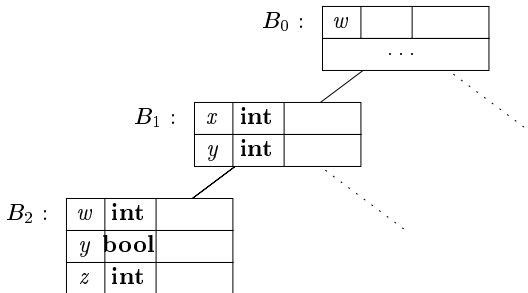 B₀ : w
· · ·
B₁ : x int
y int
B₂ : w int
y bool
z int